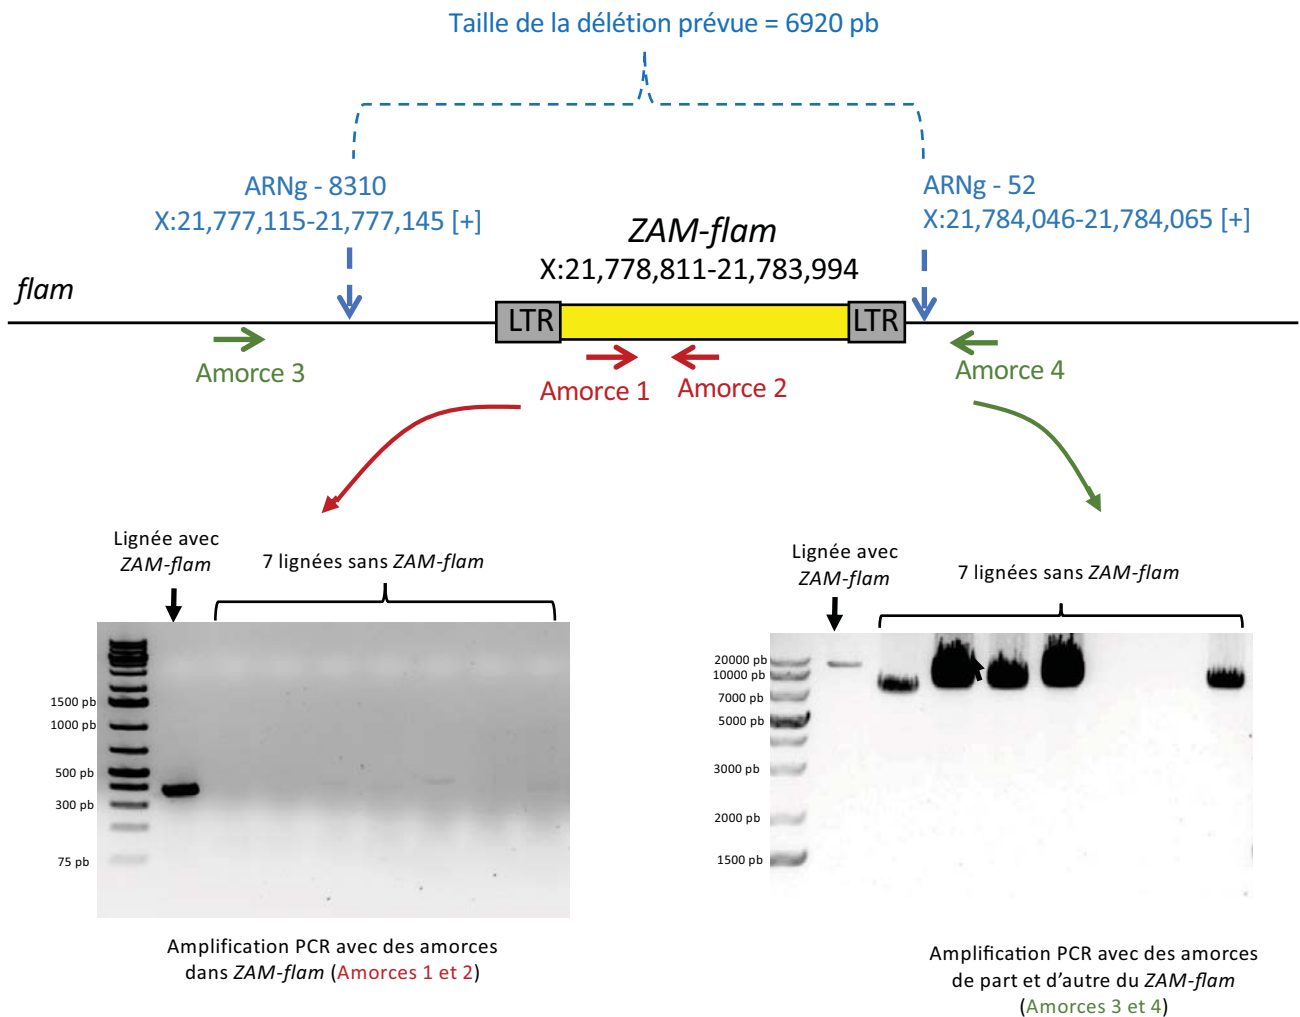 Taille de la délétion prévue = 6920 pb
ARNg - 8310
X:21,777,115-21,777,145 [+]
ARNg - 52
X:21,784,046-21,784,065 [+]
ZAM-flam
X:21,778,811-21,783,994
flam
LTR
LTR
Amorce 3
Amorce 1
Amorce 2
Amorce 4
Lignée avec
ZAM-flam
7 lignées sans ZAM-flam
1500 pb
1000 pb
500 pb
300 pb
75 pb
Amplification PCR avec des amorces
dans ZAM-flam (Amorces 1 et 2)
Lignée avec
ZAM-flam
7 lignées sans ZAM-flam
20000 pb
10000 pb
7000 pb
5000 pb
3000 pb
2000 pb
1500 pb
Amplification PCR avec des amorces
de part et d'autre du ZAM-flam
(Amorces 3 et 4)